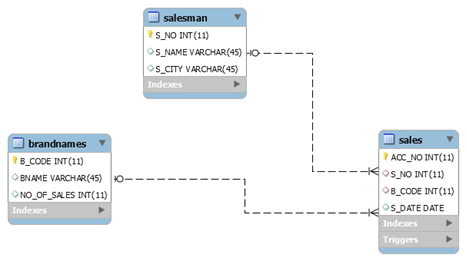 salesman
S_NO INT(11)
S_NAME VARCHAR(45)
S_CITY VARCHAR(45)
Indexes
brandnames
B_CODE INT(11)
BNAME VARCHAR(45)
NO_OF_SALES INT(11)
Indexes
sales
ACC_NO INT(11)
S_NO INT(11)
B_CODE INT(11)
S_DATE DATE
Indexes
Triggers